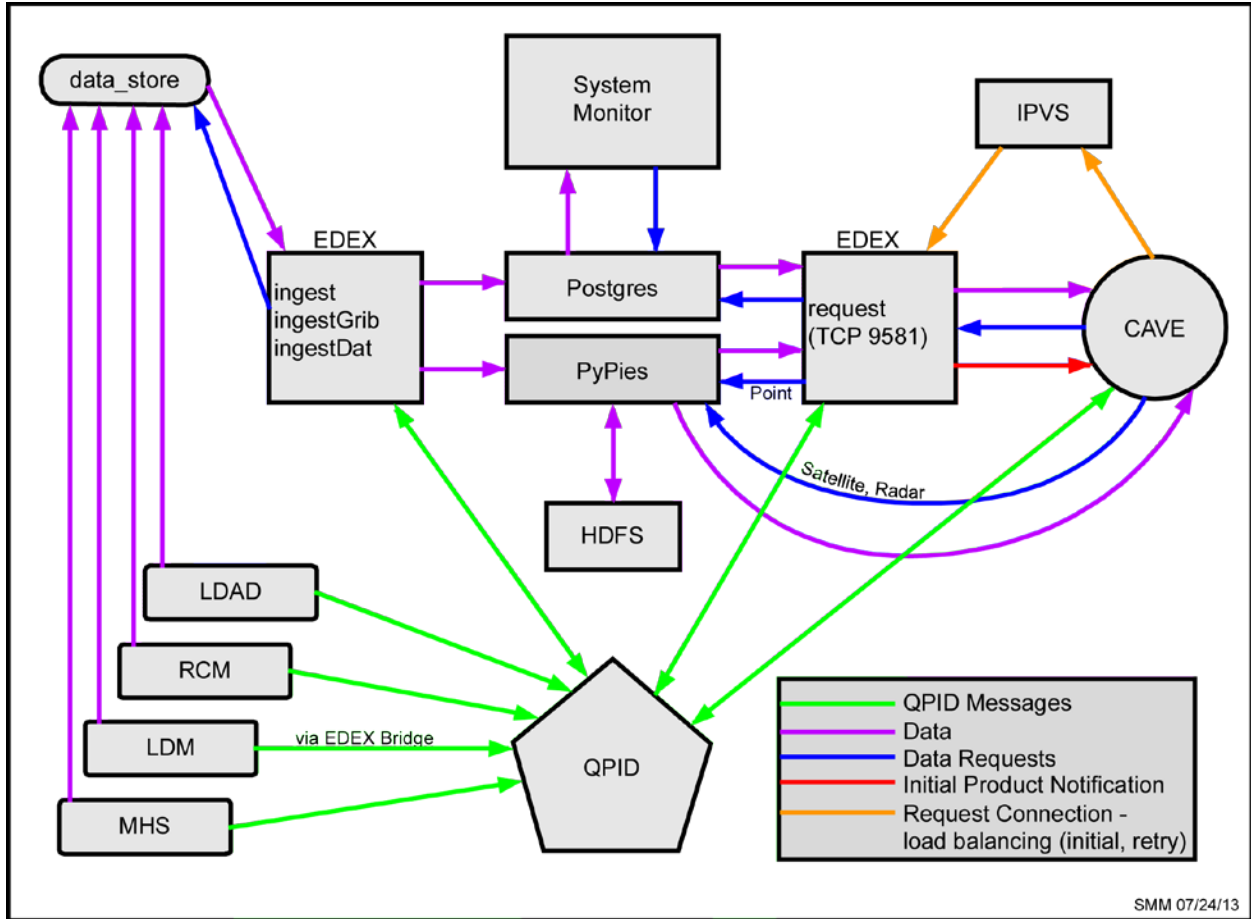 data_store
System
Monitor
IPVS
EDEX
ingest
ingestGrib
ingestDat
Postgres
PyPies
EDEX
request
(TCP 9581)
Point
CAVE
Satellite, Radar
HDFS
LDAD
RCM
LDM
via EDEX Bridge
MHS
QPID
QPID Messages
Data
Data Requests
Initial Product Notification
Request Connection -
load balancing (initial, retry)
SMM 07/24/13